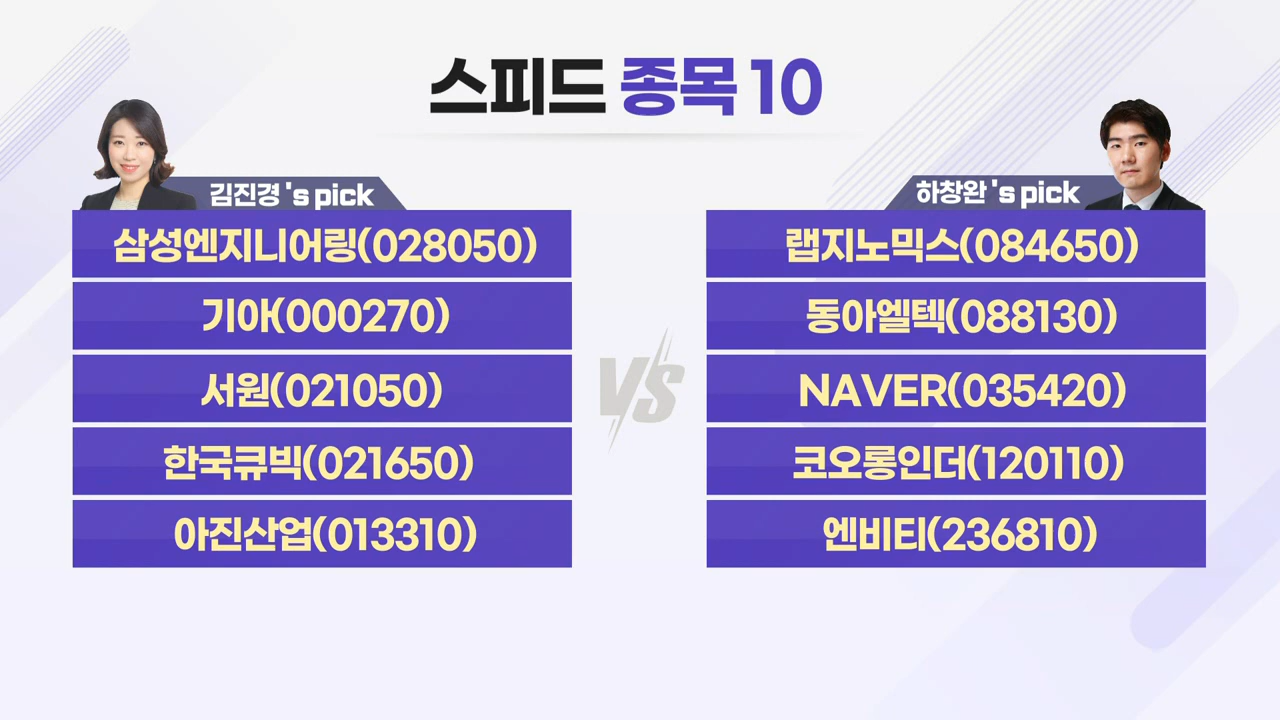 스피드 종목 10
김진경 's pick
삼성엔지니어링(028050)
기아(000270)
서원(021050)
한국큐빅(021650)
아진산업(013310)
VS
하창완 's pick
랩지노믹스(084650)
동아엘텍(088130)
NAVER(035420)
코오롱인더(120110)
엔비티(236810)